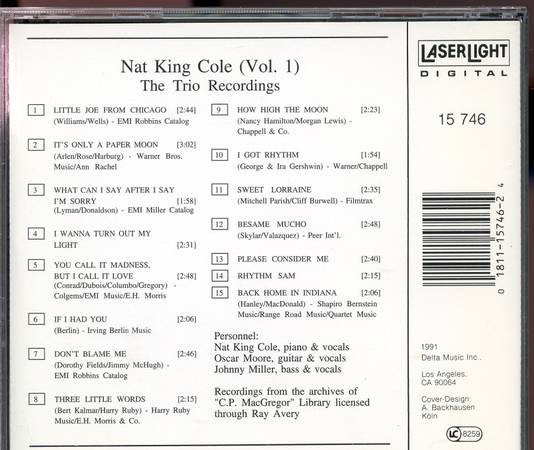 Nat King Cole (Vol. 1)
The Trio Recordings
1 LITTLE JOE FROM CHICAGO [2:44]
(Williams/Wells) - EMI Robbins Catalog
2 IT'S ONLY A PAPER MOON [3:02]
(Arlen/Rose/Harburg) - Warner Bros.
Music/Ann Rachel
3 WHAT CAN I SAY AFTER I SAY
I'M SORRY [1:58]
(Lyman/Donaldson) - EMI Miller Catalog
4 I WANNA TURN OUT MY
LIGHT [2:31]
5 YOU CALL IT MADNESS,
BUT I CALL IT LOVE [2:48]
(Conrad/Dubois/Columbo/Gregory) -
Colgems/EMI Music/E.H. Morris
6 IF I HAD YOU [2:06]
(Berlin) - Irving Berlin Music
7 DON'T BLAME ME [2:46]
(Dorothy Fields/Jimmy McHugh) -
EMI Robbins Catalog
8 THREE LITTLE WORDS [2:15]
(Bert Kalmar/Harry Ruby) - Harry Ruby
Music/E.H. Morris & Co.
9 HOW HIGH THE MOON [2:23]
(Nancy Hamilton/Morgan Lewis) -
Chappell & Co.
10 I GOT RHYTHM [1:54]
(George & Ira Gershwin) - Warner/Chappell
11 SWEET LORRAINE [2:35]
(Mitchell Parish/Cliff Burwell) - Filmtrax
12 BESAME MUCHO [2:48]
(Skylar/Valazquez) - Peer Int'l.
13 PLEASE CONSIDER ME [2:40]
14 RHYTHM SAM [2:15]
15 BACK HOME IN INDIANA [2:06]
(Hanley/MacDonald) - Shapiro Bernstein
Music/Range Road Music/Quartet Music
Personnel:
Nat King Cole, piano & vocals
Oscar Moore, guitar & vocals
Johnny Miller, bass & vocals
Recordings from the archives of
"C.P. MacGregor" Library licensed
through Ray Avery
LASERLIGHT
DIGITAL
15 746
0 1811-15746-2 4
1991
Delta Music Inc..
Los Angeles,
CA 90064
Cover-Design:
A. Backhausen
Köln
LC 8259